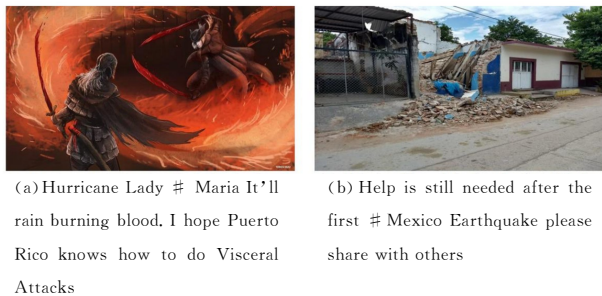 (a) Hurricane Lady # Maria It'll
rain burning blood. I hope Puerto
Rico knows how to do Visceral
Attacks
(b) Help is still needed after the
first # Mexico Earthquake please
share with others